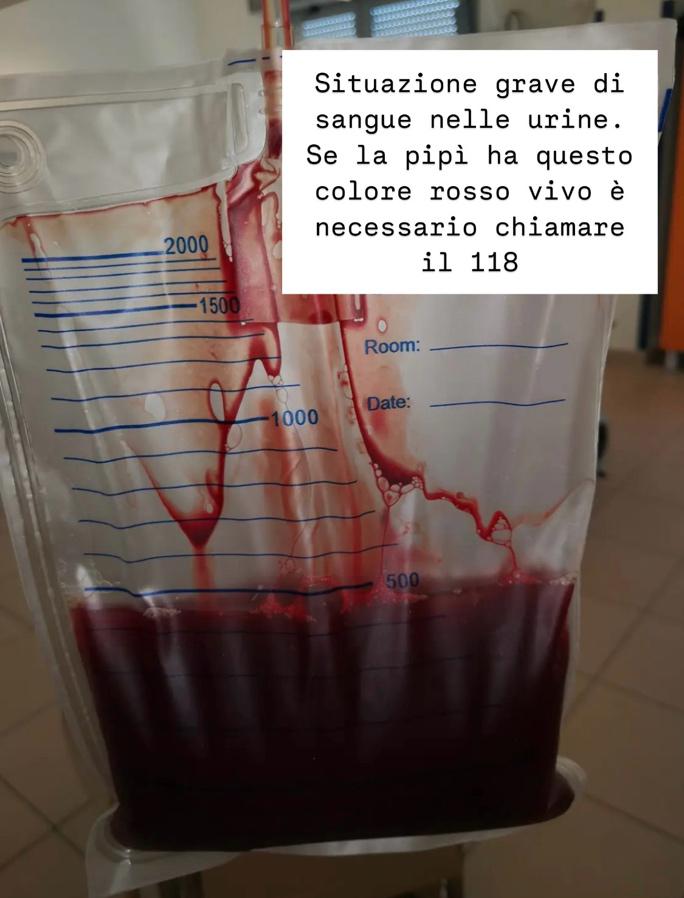 Situazione grave di
sangue nelle urine.
Se la pipì ha questo
colore rosso vivo è
necessario chiamare
il 118
2000
1500
Room:
Date:
1000
500